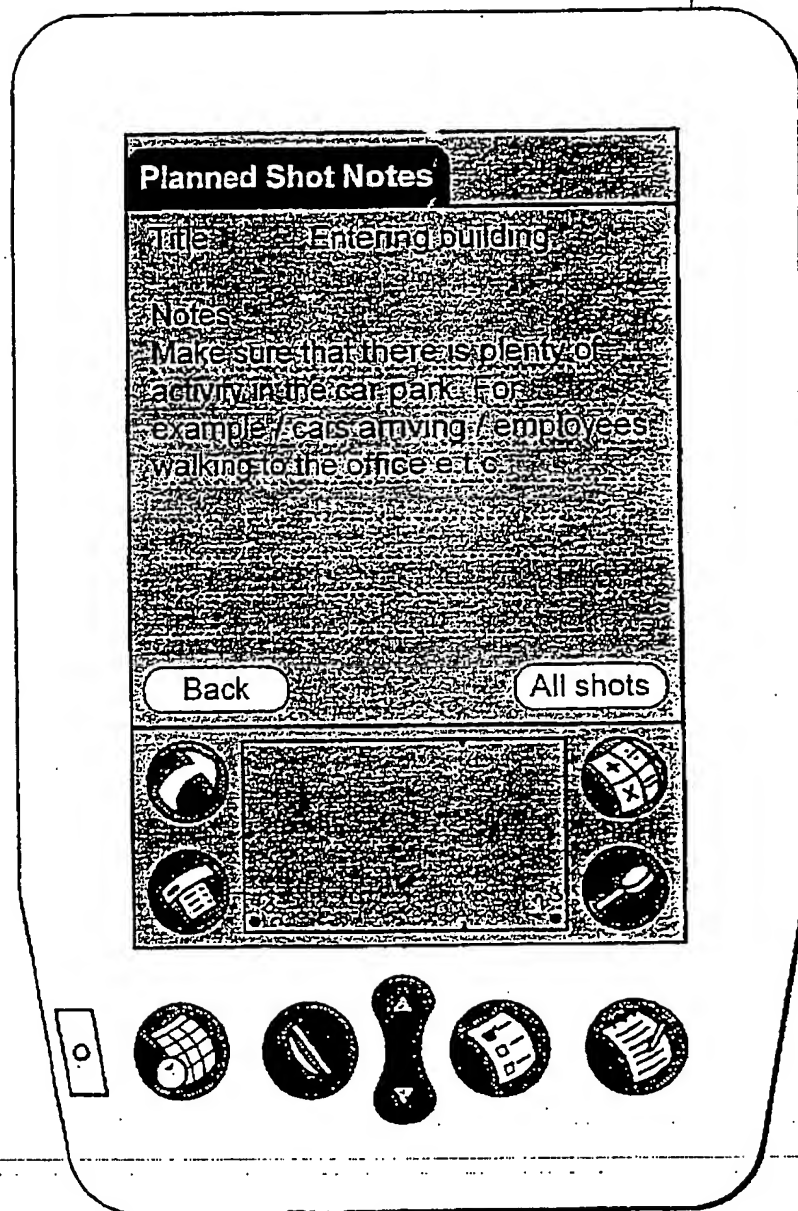 Planned Shot Notes
Title Entering building
Notes
Make sure that there is plenty of
activity in the car park. For
example / cars arriving / employees
walking to the office e.t.c.
Back All shots